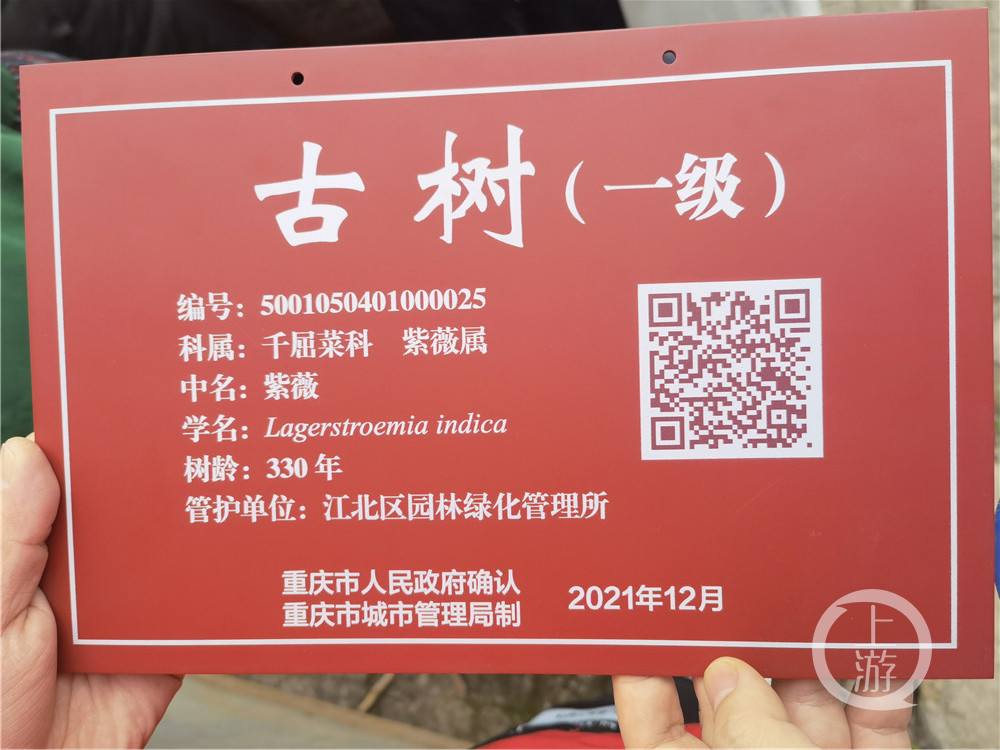 古树（一级）
编号：5001050401000025
科属：千屈菜科 紫薇属
中名：紫薇
学名：Lagerstroemia indica
树龄：330 年
管护单位：江北区园林绿化管理所
重庆市人民政府确认
重庆市城市管理局制
2021年12月
上游